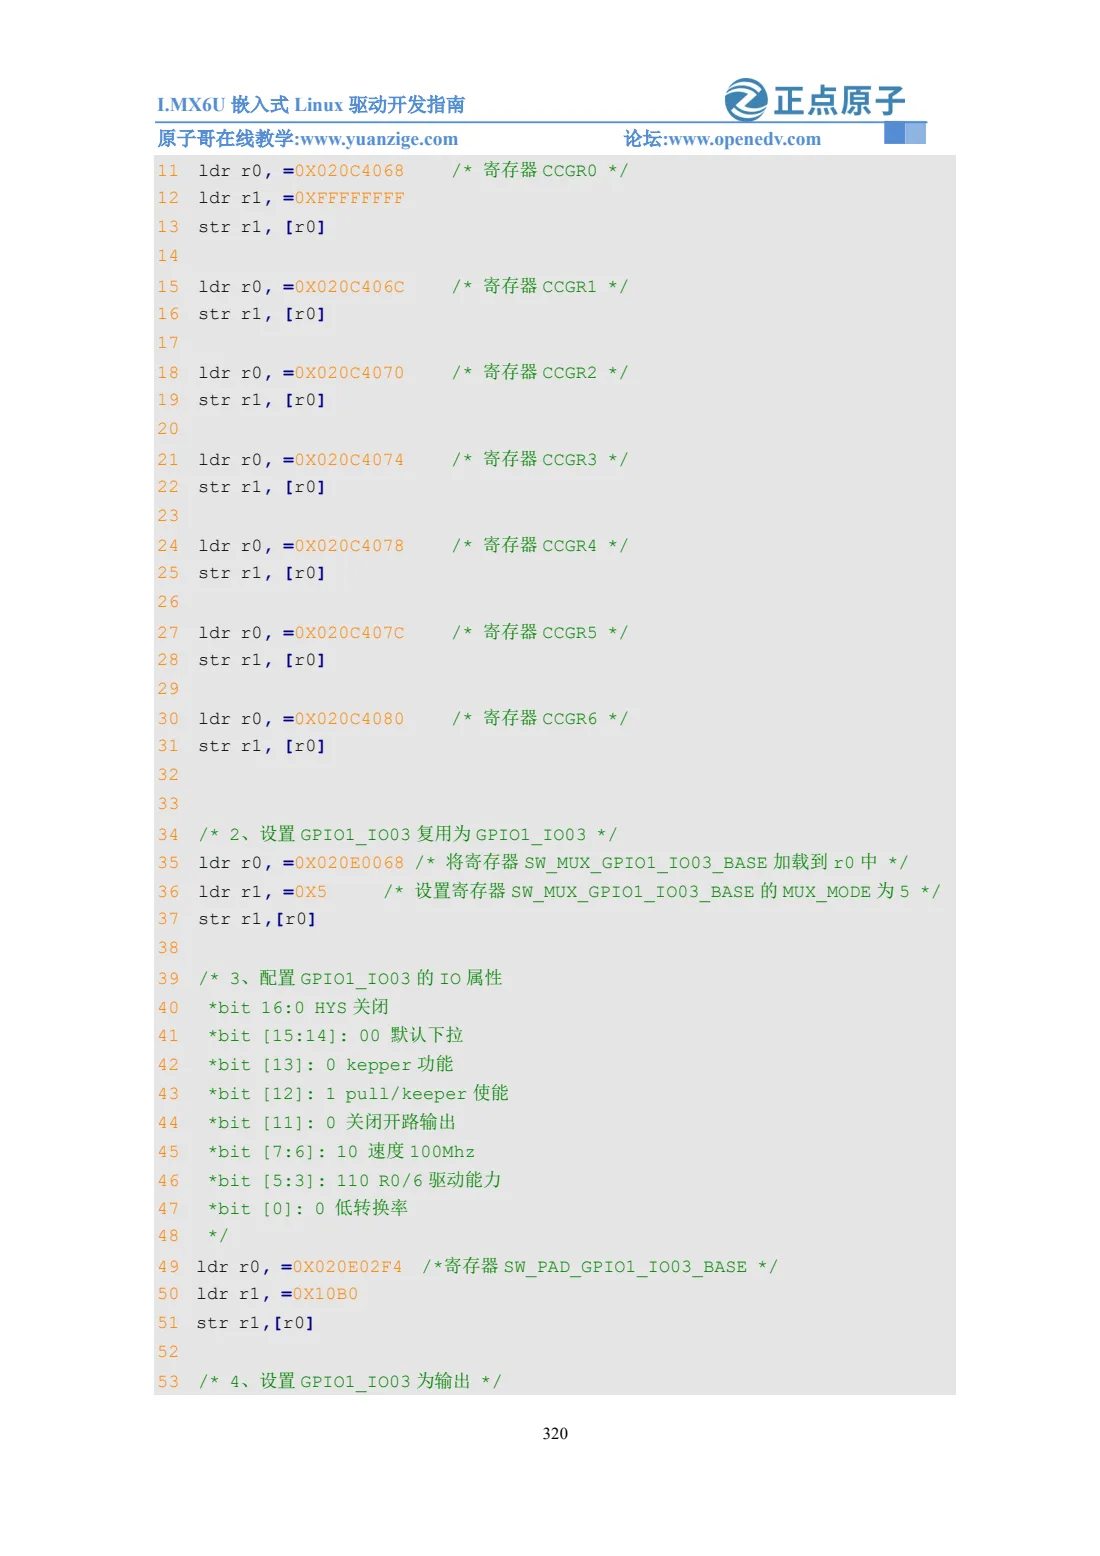 I.MX6U 嵌入式 Linux 驱动开发指南
正点原子
原子哥在线教学:www.yuanzige.com 论坛:www.openedv.com
11 ldr r0, =0X020C4068 /* 寄存器 CCGR0 */
12 ldr r1, =0XFFFFFFFF
13 str r1, [r0]
14
15 ldr r0, =0X020C406C /* 寄存器 CCGR1 */
16 str r1, [r0]
17
18 ldr r0, =0X020C4070 /* 寄存器 CCGR2 */
19 str r1, [r0]
20
21 ldr r0, =0X020C4074 /* 寄存器 CCGR3 */
22 str r1, [r0]
23
24 ldr r0, =0X020C4078 /* 寄存器 CCGR4 */
25 str r1, [r0]
26
27 ldr r0, =0X020C407C /* 寄存器 CCGR5 */
28 str r1, [r0]
29
30 ldr r0, =0X020C4080 /* 寄存器 CCGR6 */
31 str r1, [r0]
32
33
34 /* 2、设置 GPIO1_IO03 复用为 GPIO1_IO03 */
35 ldr r0, =0X020E0068 /* 将寄存器 SW_MUX_GPIO1_IO03_BASE 加载到 r0 中 */
36 ldr r1, =0X5 /* 设置寄存器 SW_MUX_GPIO1_IO03_BASE 的 MUX_MODE 为 5 */
37 str r1,[r0]
38
39 /* 3、配置 GPIO1_IO03 的 IO 属性
40 *bit 16:0 HYS 关闭
41 *bit [15:14]: 00 默认下拉
42 *bit [13]: 0 kepper 功能
43 *bit [12]: 1 pull/keeper 使能
44 *bit [11]: 0 关闭开路输出
45 *bit [7:6]: 10 速度 100Mhz
46 *bit [5:3]: 110 R0/6 驱动能力
47 *bit [0]: 0 低转换率
48 */
49 ldr r0, =0X020E02F4 /*寄存器 SW_PAD_GPIO1_IO03_BASE */
50 ldr r1, =0X10B0
51 str r1,[r0]
52
53 /* 4、设置 GPIO1_IO03 为输出 */
320